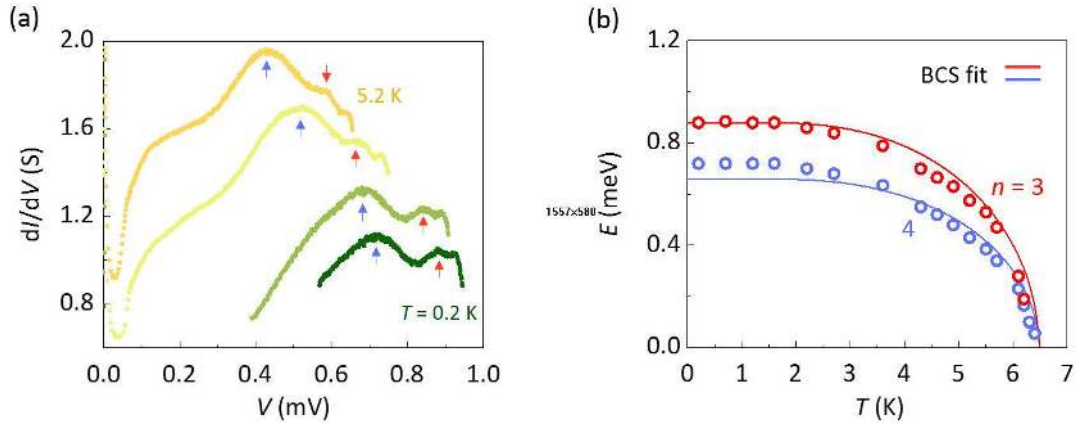 (a)
2.0
1.6
1.2
0.8
dI/dV (S)
5.2 K
T = 0.2 K
0.0 0.2 0.4 0.6 0.8 1.0
V (mV)
(b)
1.2
0.8
0.4
0.0
E (meV)
1557×580
BCS fit
n = 3
4
0 1 2 3 4 5 6 7
T (K)